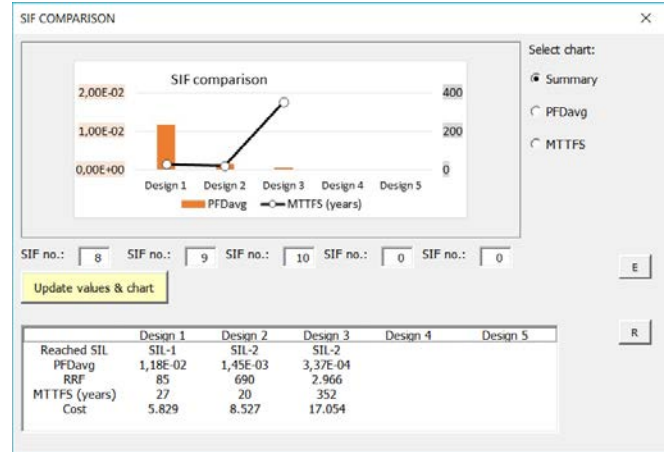 SIF COMPARISON
Select chart:
SIF comparison
2,00E-02
400
Summary
1,00E-02
200
PFDavg
0,00E+00
0
MTTFS
Design 1 Design 2 Design 3 Design 4 Design 5
PFDavg MTTFS (years)
SIF no.: 8 SIF no.: 9 SIF no.: 10 SIF no.: 0 SIF no.: 0
E
Update values & chart
R
Design 1 Design 2 Design 3 Design 4 Design 5
Reached SIL SIL-1 SIL-2 SIL-2
PFDavg 1,18E-02 1,45E-03 3,37E-04
RRF 85 690 2.966
MTTFS (years) 27 20 352
Cost 5.829 8.527 17.054